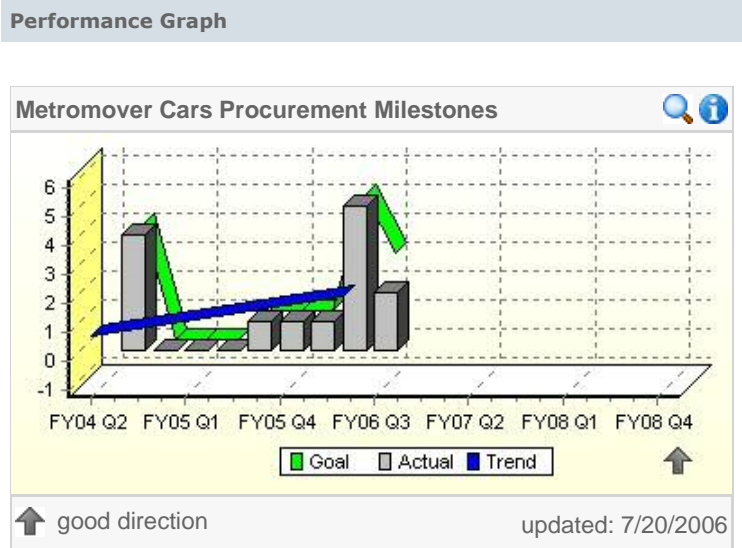 Performance Graph
Metromover Cars Procurement Milestones
6
5
4
3
2
1
0
-1
FY04 Q2 FY05 Q1 FY05 Q4 FY06 Q3 FY07 Q2 FY08 Q1 FY08 Q4
Goal Actual Trend
good direction updated: 7/20/2006